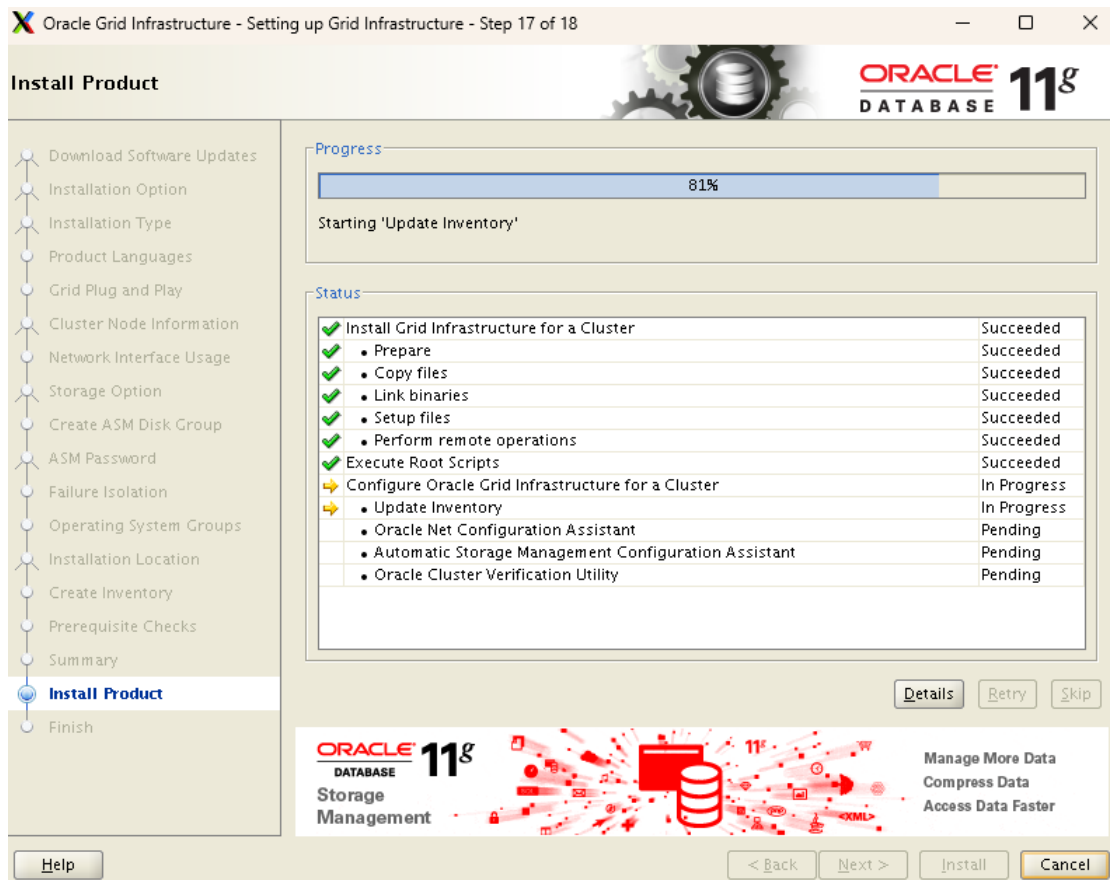 Oracle Grid Infrastructure - Setting up Grid Infrastructure - Step 17 of 18
Install Product
ORACLE DATABASE 11g
Download Software Updates
Installation Option
Installation Type
Product Languages
Grid Plug and Play
Cluster Node Information
Network Interface Usage
Storage Option
Create ASM Disk Group
ASM Password
Failure Isolation
Operating System Groups
Installation Location
Create Inventory
Prerequisite Checks
Summary
Install Product
Finish
Progress
81%
Starting 'Update Inventory'
Status
Install Grid Infrastructure for a Cluster Succeeded
• Prepare Succeeded
• Copy files Succeeded
• Link binaries Succeeded
• Setup files Succeeded
• Perform remote operations Succeeded
Execute Root Scripts Succeeded
Configure Oracle Grid Infrastructure for a Cluster In Progress
• Update Inventory In Progress
• Oracle Net Configuration Assistant Pending
• Automatic Storage Management Configuration Assistant Pending
• Oracle Cluster Verification Utility Pending
Details Retry Skip
ORACLE DATABASE 11g
Storage
Management
11g
<XML>
Manage More Data
Compress Data
Access Data Faster
Help < Back Next > Install Cancel